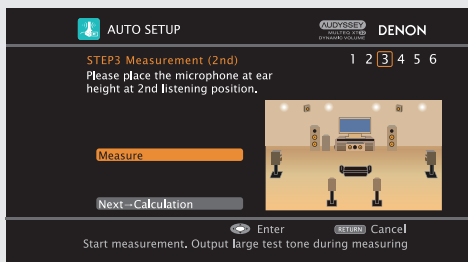 AUTO SETUP
AUDYSSEY
MULTEQ XT32
DYNAMIC VOLUME
DENON
STEP3 Measurement (2nd)
1 2 3 4 5 6
Please place the microphone at ear
height at 2nd listening position.
Measure
Next→Calculation
Enter
RETURN Cancel
Start measurement. Output large test tone during measuring